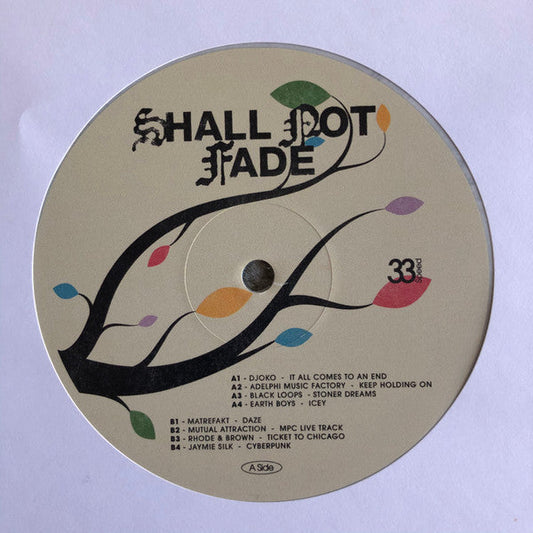 SHALL NOT
FADE
33
Speed
A1 - DJOKO - IT ALL COMES TO AN END
A2 - ADELPHI MUSIC FACTORY - KEEP HOLDING ON
A3 - BLACK LOOPS - STONER DREAMS
A4 - EARTH BOYS - ICEY
B1 - MATREFAKT - DAZE
B2 - MUTUAL ATTRACTION - MPC LIVE TRACK
B3 - RHODE & BROWN - TICKET TO CHICAGO
B4 - JAYMIE SILK - CYBERPUNK
A Side